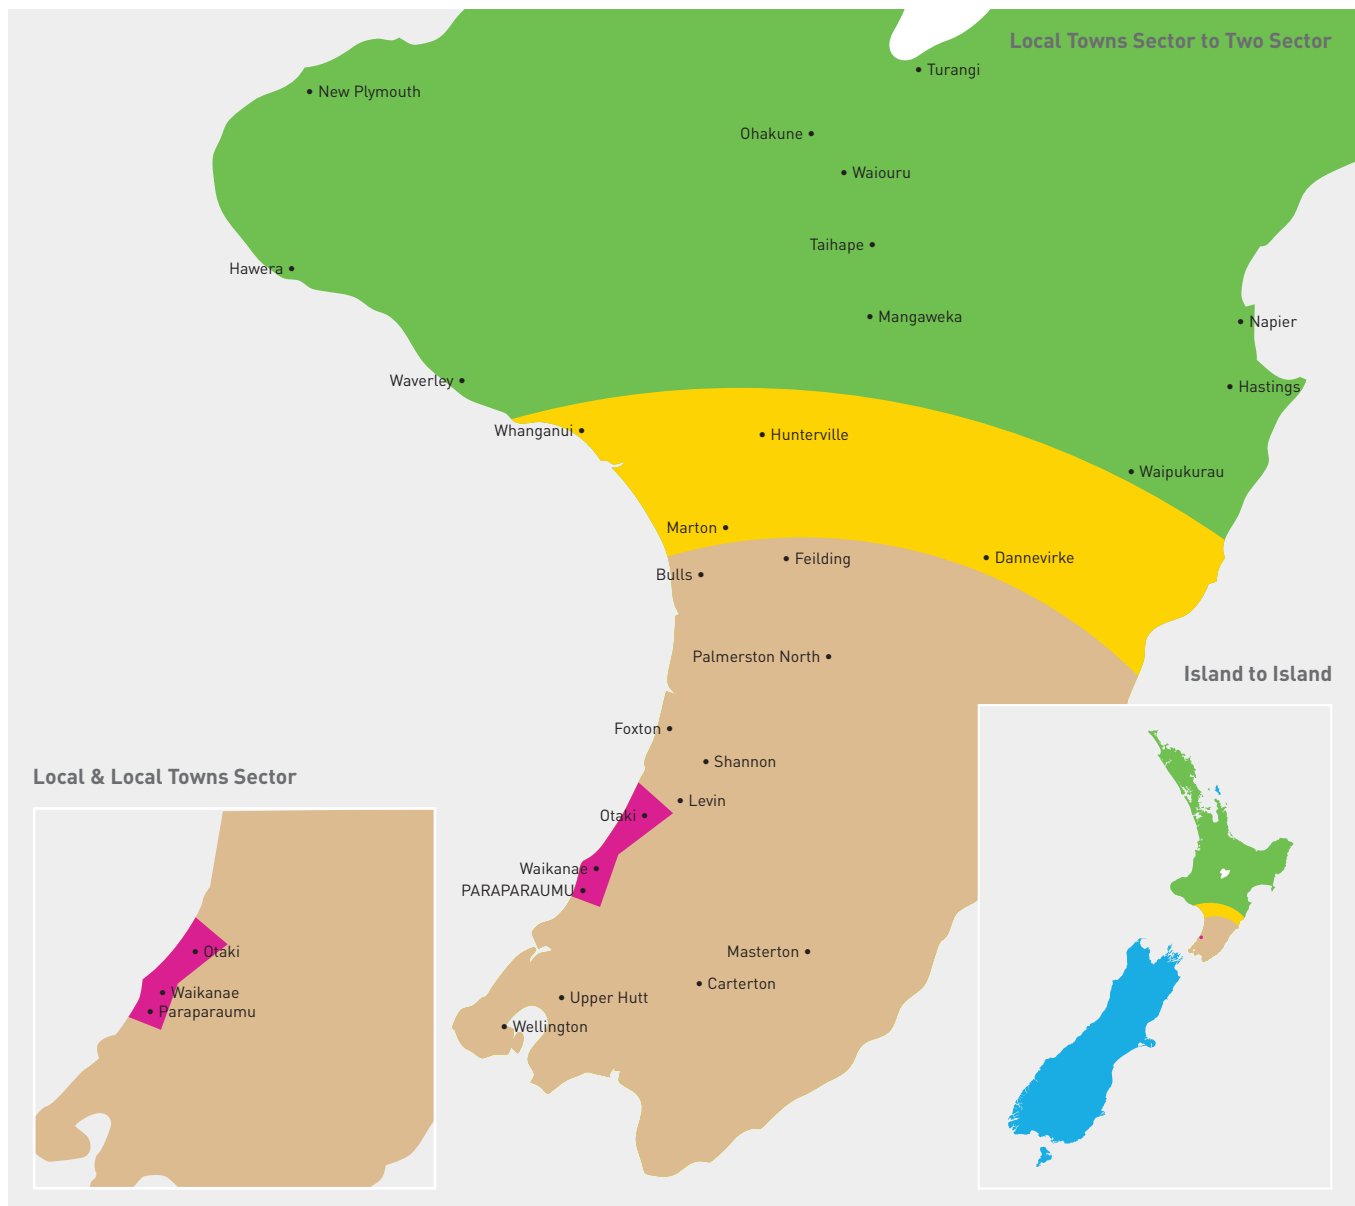 Local Towns Sector to Two Sector
Turangi
New Plymouth
Ohakune
Waiouru
Taihape
Hawera
Mangaweka
Napier
Waverley
Hastings
Whanganui
Hunterville
Waipukurau
Marton
Feilding
Dannevirke
Bulls
Palmerston North
Island to Island
Foxton
Shannon
Local & Local Towns Sector
Levin
Otaki
Waikanae
PARAPARAUMU
Otaki
Masterton
Carterton
Waikanae
Upper Hutt
Paraparaumu
Wellington